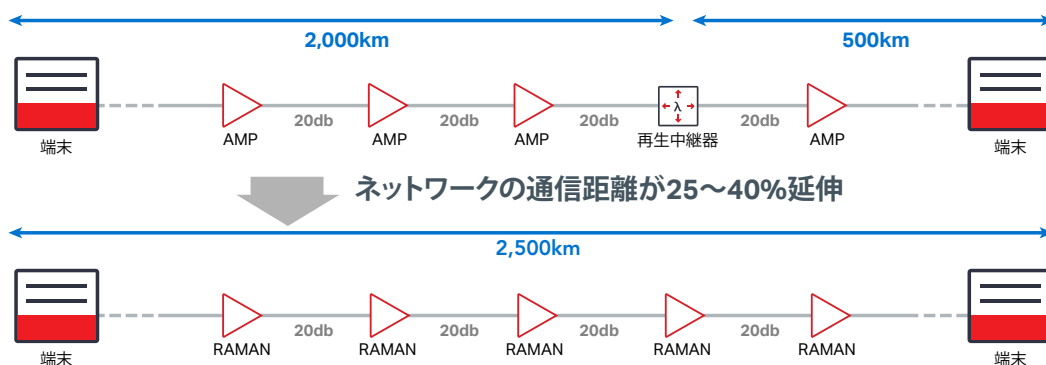 2,000km 500km
20db 20db 20db λ 20db
端末 AMP AMP AMP 再生中継器 AMP 端末
ネットワークの通信距離が25～40%延伸
2,500km
20db 20db 20db 20db
端末 RAMAN RAMAN RAMAN RAMAN RAMAN 端末